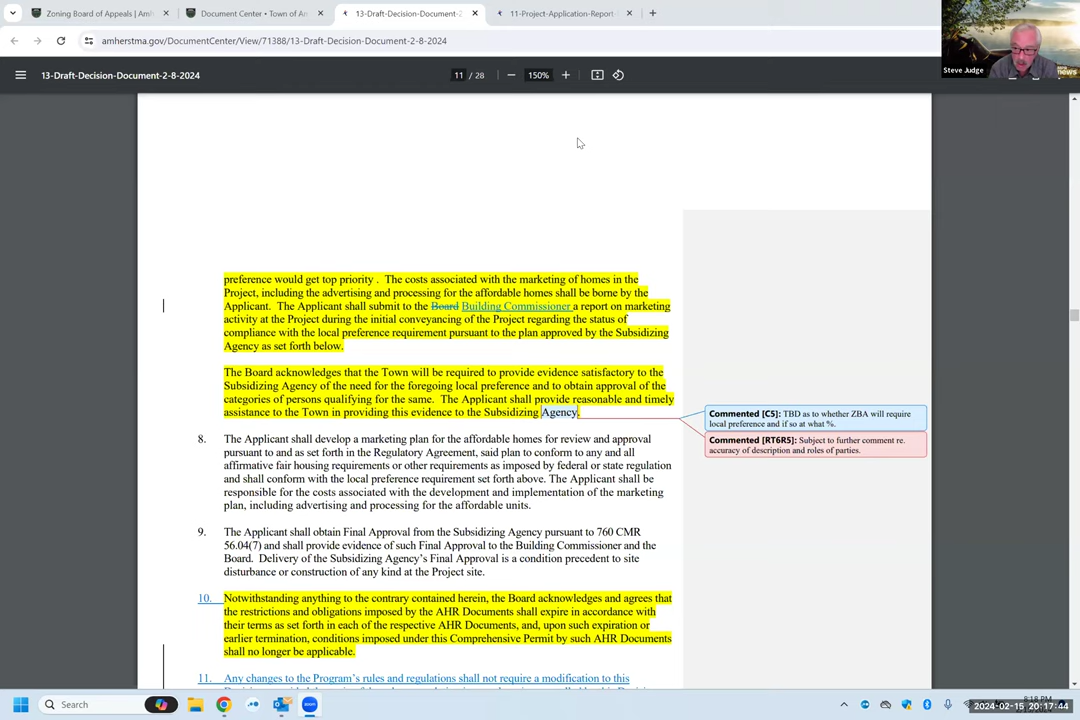 Zoning Board of Appeals | Amh
Document Center • Town of Am
13-Draft-Decision-Document-2-
11-Project-Application-Report-
amherstma.gov/DocumentCenter/View/71388/13-Draft-Decision-Document-2-8-2024
Steve Judge
13-Draft-Decision-Document-2-8-2024
11 / 28
150%
preference would get top priority . The costs associated with the marketing of homes in the
Project, including the advertising and processing for the affordable homes shall be borne by the
Applicant. The Applicant shall submit to the Board Building Commissioner a report on marketing
activity at the Project during the initial conveyancing of the Project regarding the status of
compliance with the local preference requirement pursuant to the plan approved by the Subsidizing
Agency as set forth below.
The Board acknowledges that the Town will be required to provide evidence satisfactory to the
Subsidizing Agency of the need for the foregoing local preference and to obtain approval of the
categories of persons qualifying for the same. The Applicant shall provide reasonable and timely
assistance to the Town in providing this evidence to the Subsidizing Agency.
Commented [C5]: TBD as to whether ZBA will require
local preference and if so at what %.
Commented [RT6R5]: Subject to further comment re.
accuracy of description and roles of parties.
8. The Applicant shall develop a marketing plan for the affordable homes for review and approval
pursuant to and as set forth in the Regulatory Agreement, said plan to conform to any and all
affirmative fair housing requirements or other requirements as imposed by federal or state regulation
and shall conform with the local preference requirement set forth above. The Applicant shall be
responsible for the costs associated with the development and implementation of the marketing
plan, including advertising and processing for the affordable units.
9. The Applicant shall obtain Final Approval from the Subsidizing Agency pursuant to 760 CMR
56.04(7) and shall provide evidence of such Final Approval to the Building Commissioner and the
Board. Delivery of the Subsidizing Agency's Final Approval is a condition precedent to site
disturbance or construction of any kind at the Project site.
10. Notwithstanding anything to the contrary contained herein, the Board acknowledges and agrees that
the restrictions and obligations imposed by the AHR Documents shall expire in accordance with
their terms as set forth in each of the respective AHR Documents, and, upon such expiration or
earlier termination, conditions imposed under this Comprehensive Permit by such AHR Documents
shall no longer be applicable.
11. Any changes to the Program's rules and regulations shall not require a modification to this
Search
8:18 PM
2024-02-15 20:17:44